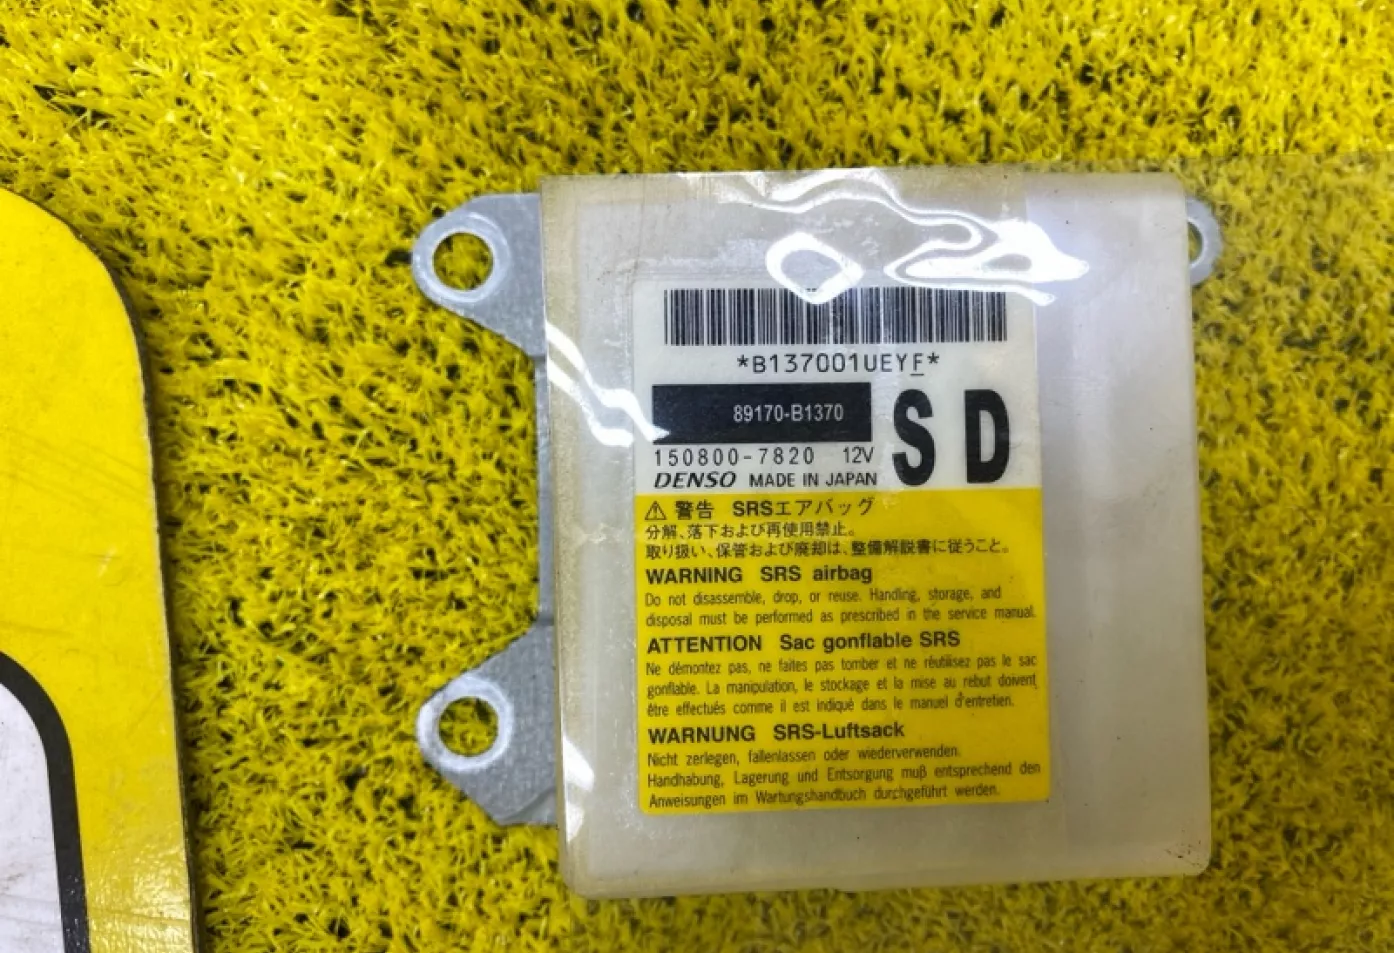 *B137001UEYF*
89170-B1370
S D
150800-7820 12V
DENSO MADE IN JAPAN
⚠ 警告 SRSエアバッグ
分解、落下および再使用禁止。
取り扱い、保管および廃却は、整備解説書に従うこと。
WARNING SRS airbag
Do not disassemble, drop, or reuse. Handling, storage, and
disposal must be performed as prescribed in the service manual.
ATTENTION Sac gonflable SRS
Ne démontez pas, ne faites pas tomber et ne réutilisez pas le sac
gonflable. La manipulation, le stockage et la mise au rebut doivent
être effectués comme il est indiqué dans le manuel d'entretien.
WARNUNG SRS-Luftsack
Nicht zerlegen, fallenlassen oder wiederverwenden.
Handhabung, Lagerung und Entsorgung muß entsprechend den
Anweisungen im Wartungshandbuch durchgeführt werden.